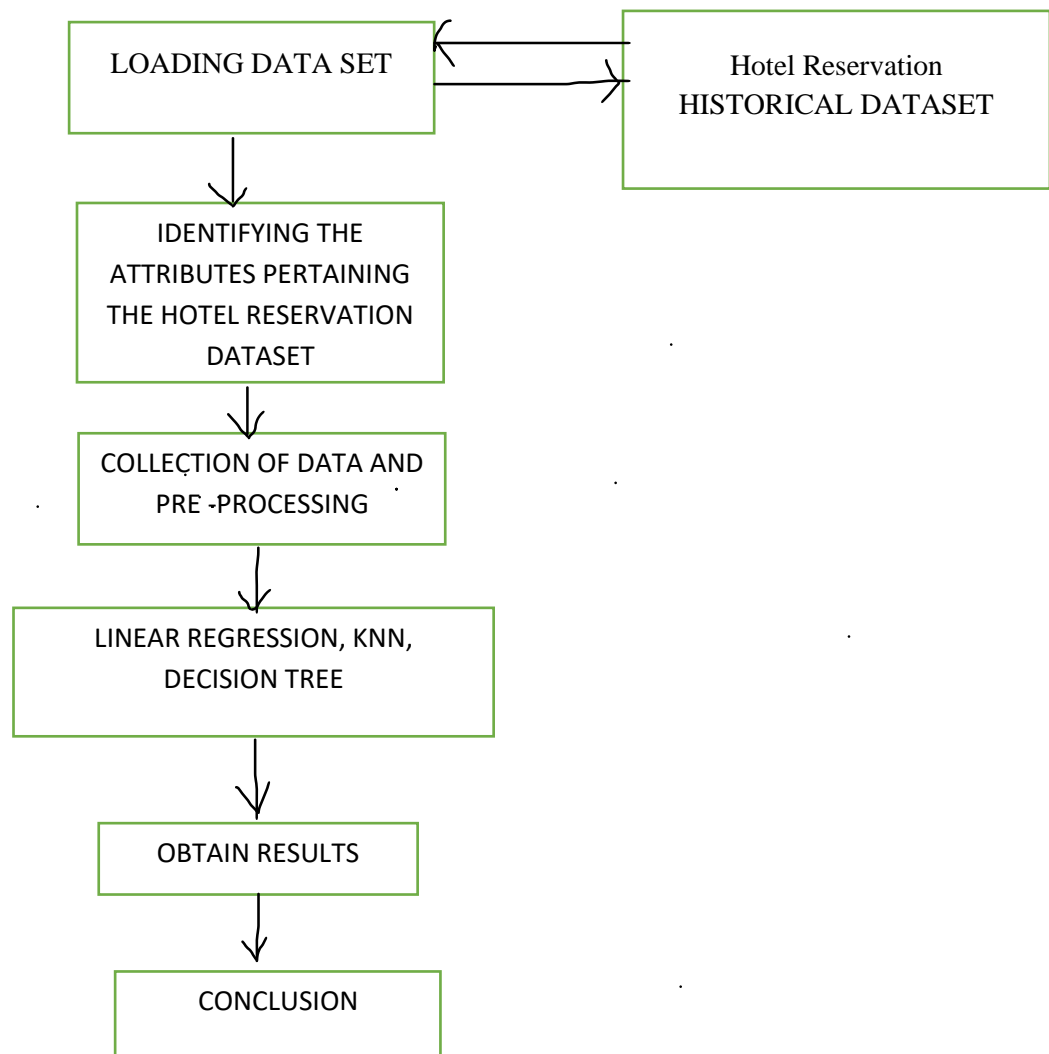 LOADING DATA SET
Hotel Reservation
HISTORICAL DATASET
IDENTIFYING THE
ATTRIBUTES PERTAINING
THE HOTEL RESERVATION
DATASET
COLLECTION OF DATA AND
PRE -PROCESSING
LINEAR REGRESSION, KNN,
DECISION TREE
OBTAIN RESULTS
CONCLUSION